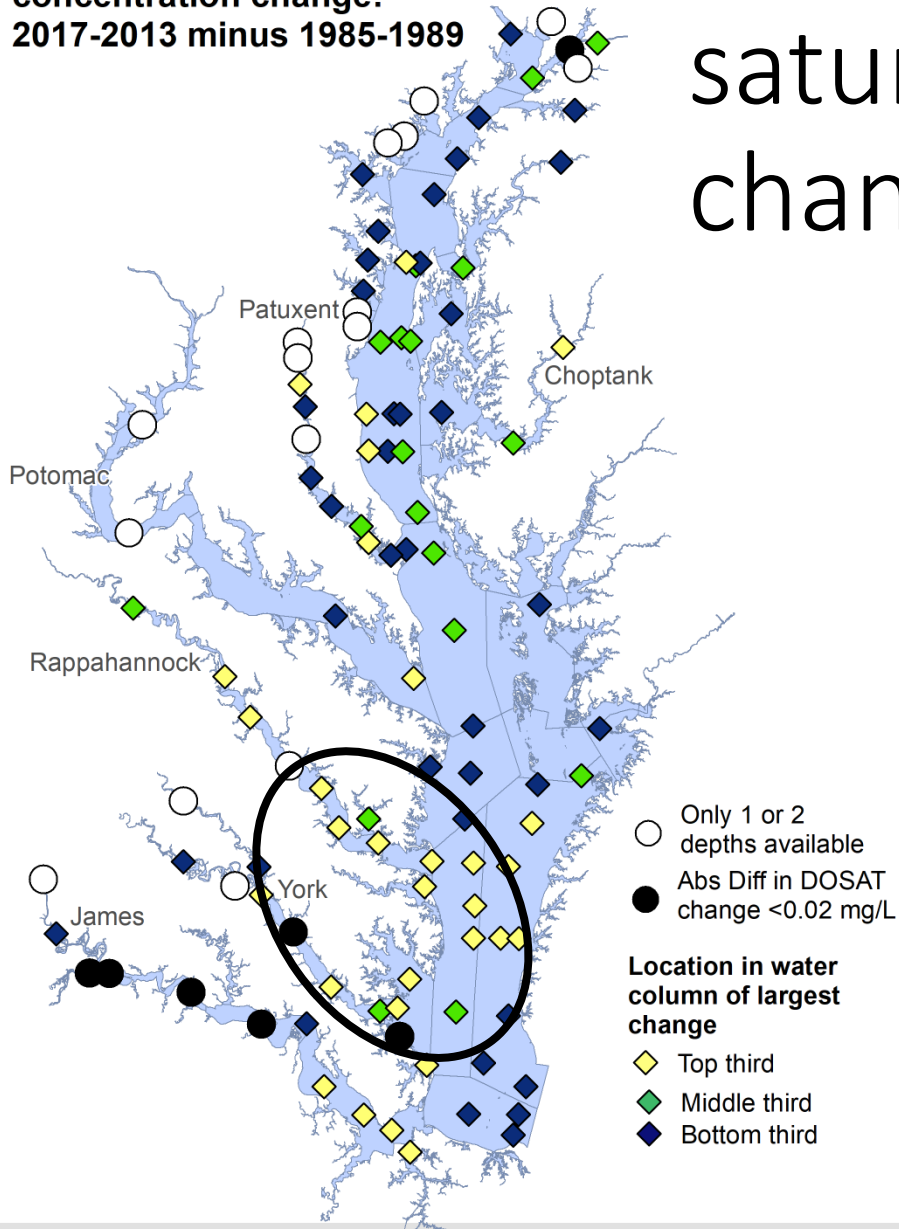 2017-2013 minus 1985-1989
Patuxent
Choptank
Potomac
Rappahannock
York
James
Only 1 or 2
depths available
Abs Diff in DOSAT
change <0.02 mg/L
Location in water
column of largest
change
Top third
Middle third
Bottom third